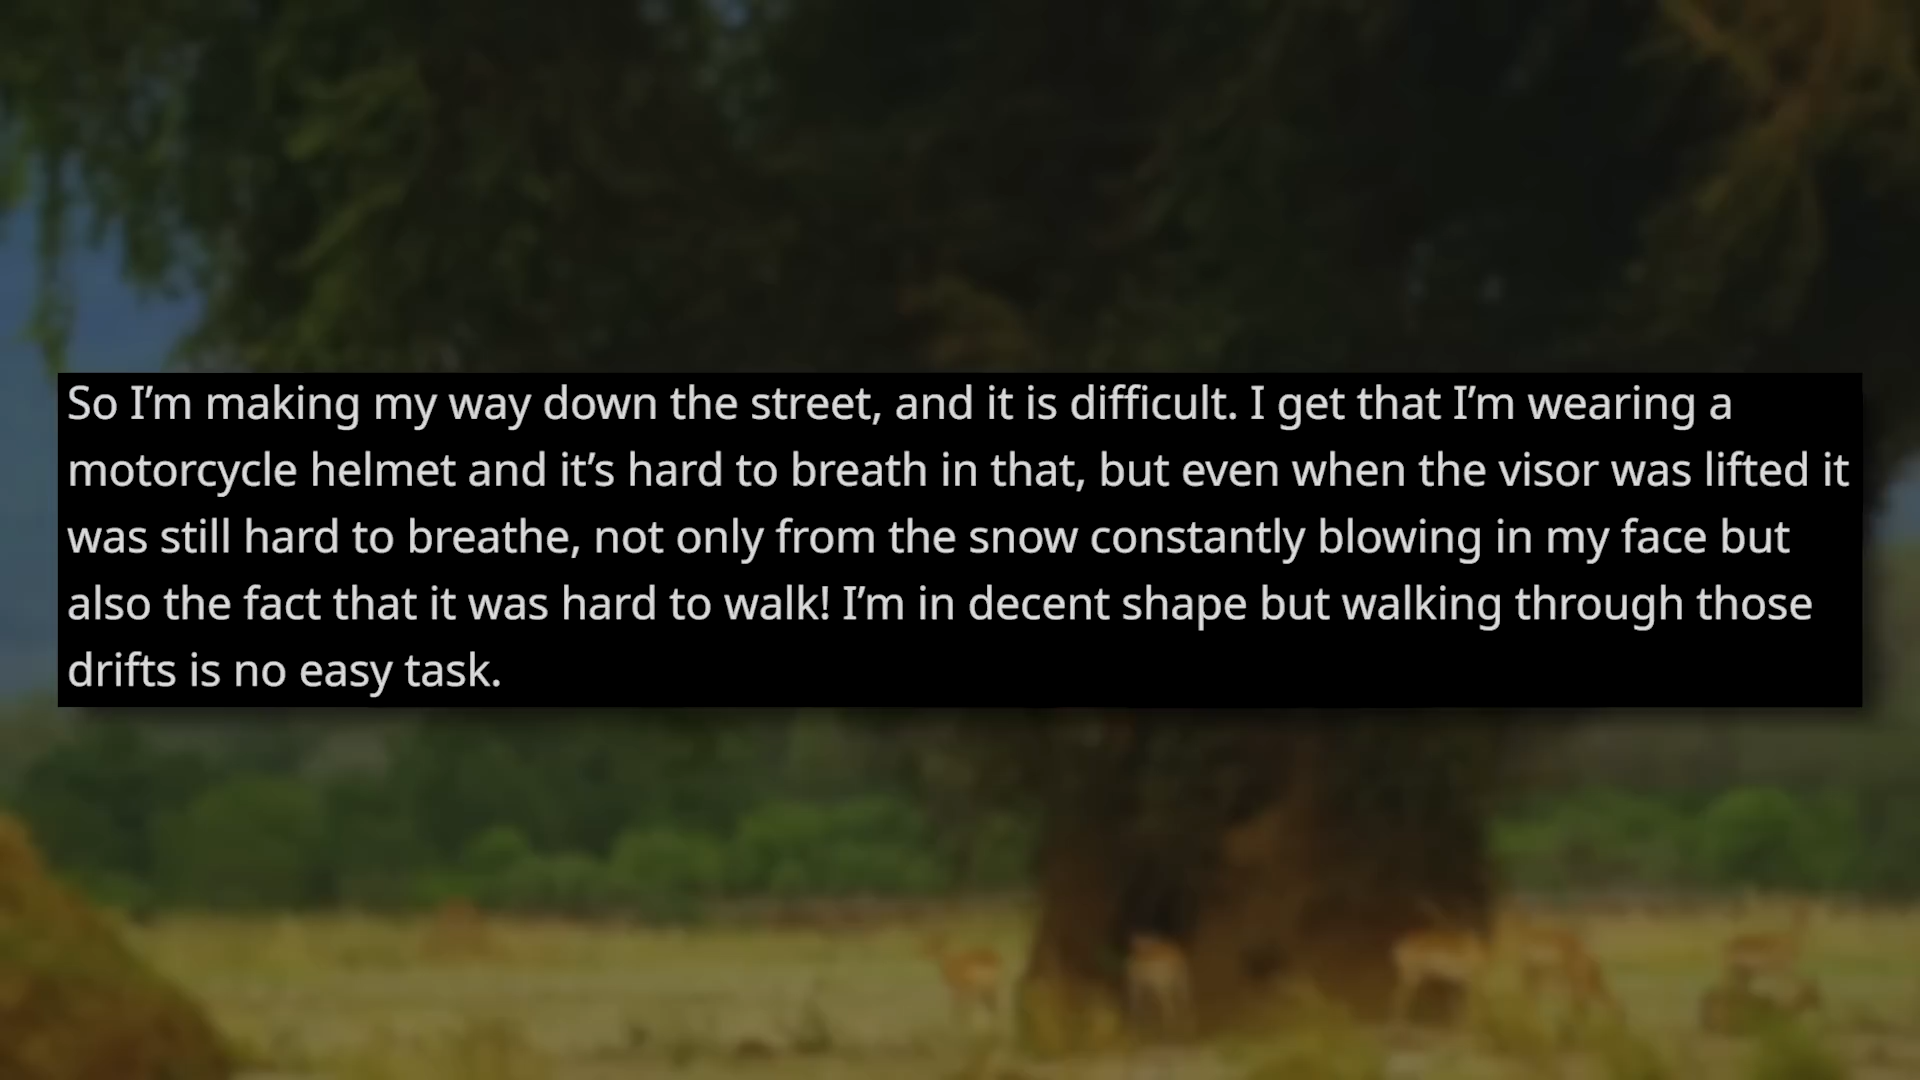 So I’m making my way down the street, and it is difficult. I get that I’m wearing a
motorcycle helmet and it’s hard to breath in that, but even when the visor was lifted it
was still hard to breathe, not only from the snow constantly blowing in my face but
also the fact that it was hard to walk! I’m in decent shape but walking through those
drifts is no easy task.